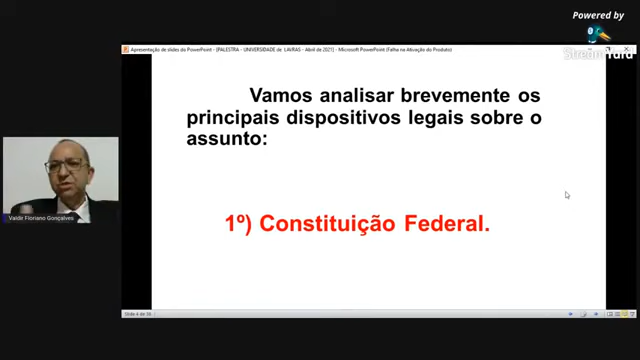 Powered by
StreamYard
Apresentação de slides do PowerPoint - [PALESTRA - UNIVERSIDADE de LAVRAS - Abril de 2021] - Microsoft PowerPoint (Falha na Ativação do Produto)
Vamos analisar brevemente os
principais dispositivos legais sobre o
assunto:
1º) Constituição Federal.
Valdir Floriano Gonçalves
Slide 4 de 36